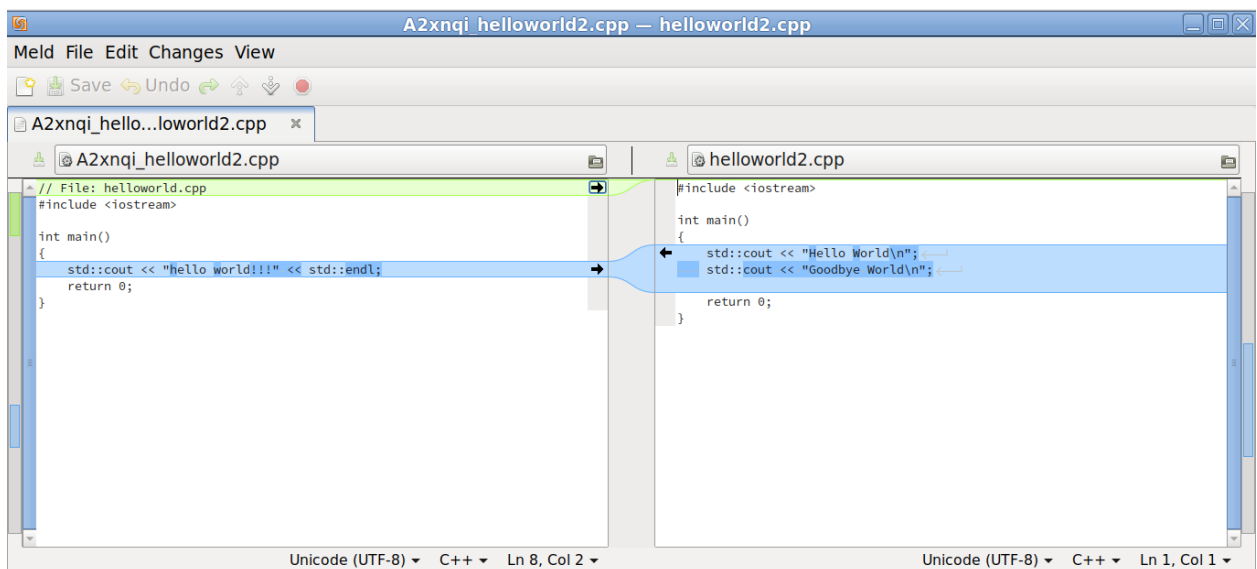 A2xnqi_helloworld2.cpp — helloworld2.cpp
Meld File Edit Changes View
Save Undo
A2xnqi_hello...loworld2.cpp
A2xnqi_helloworld2.cpp
// File: helloworld.cpp
#include <iostream>

int main()
{
    std::cout << "hello world!!!" << std::endl;
    return 0;
}
helloworld2.cpp
#include <iostream>

int main()
{
    std::cout << "Hello World\n";
    std::cout << "Goodbye World\n";

    return 0;
}
Unicode (UTF-8) C++ Ln 8, Col 2
Unicode (UTF-8) C++ Ln 1, Col 1